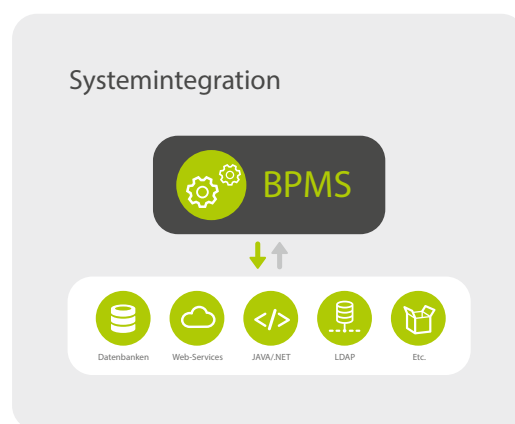 Systemintegration
BPMS
Datenbanken Web-Services JAVA/.NET LDAP Etc.